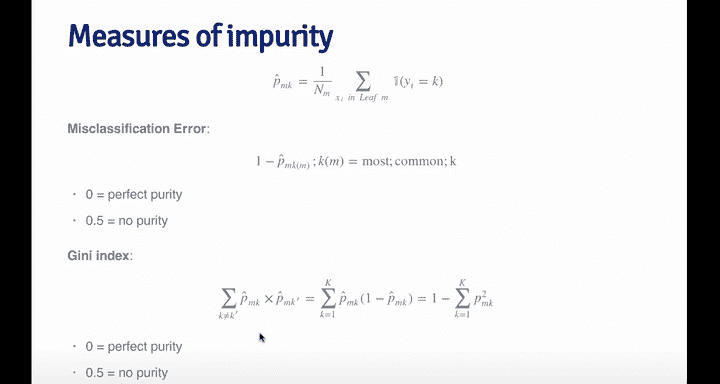 Measures of impurity
p̂_mk = 1/N_m ∑_{x_i in Leaf m} 𝟙(y_i = k)
Misclassification Error:
1 − p̂_{mk(m)}; k(m) = most; common; k
· 0 = perfect purity
· 0.5 = no purity
Gini index:
∑_{k≠k′} p̂_mk × p̂_mk′ = ∑_{k=1}^{K} p̂_mk(1 − p̂_mk) = 1 − ∑_{k=1}^{K} p²_mk
· 0 = perfect purity
· 0.5 = no purity